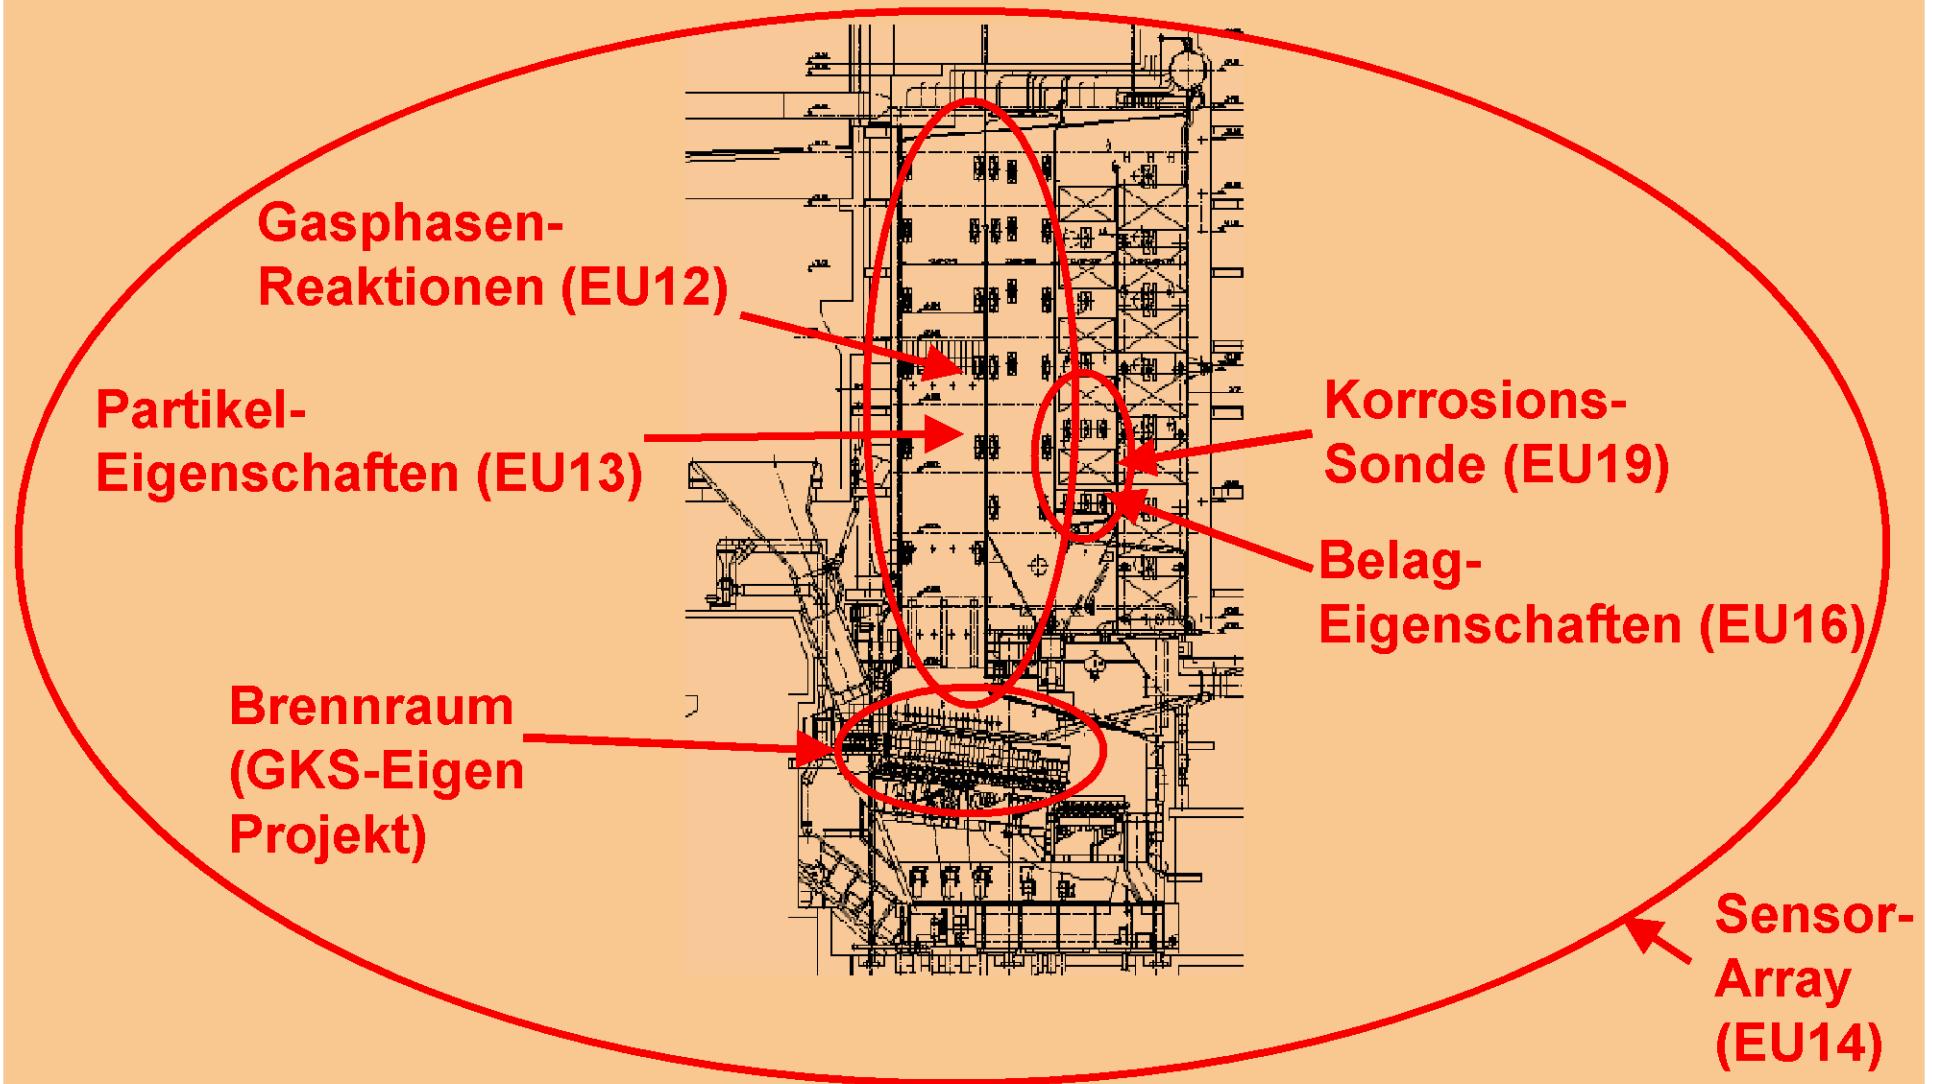 Gasphasen-
Reaktionen (EU12)
Partikel-
Eigenschaften (EU13)
Korrosions-
Sonde (EU19)
Belag-
Eigenschaften (EU16)
Brennraum
(GKS-Eigen
Projekt)
Sensor-
Array
(EU14)